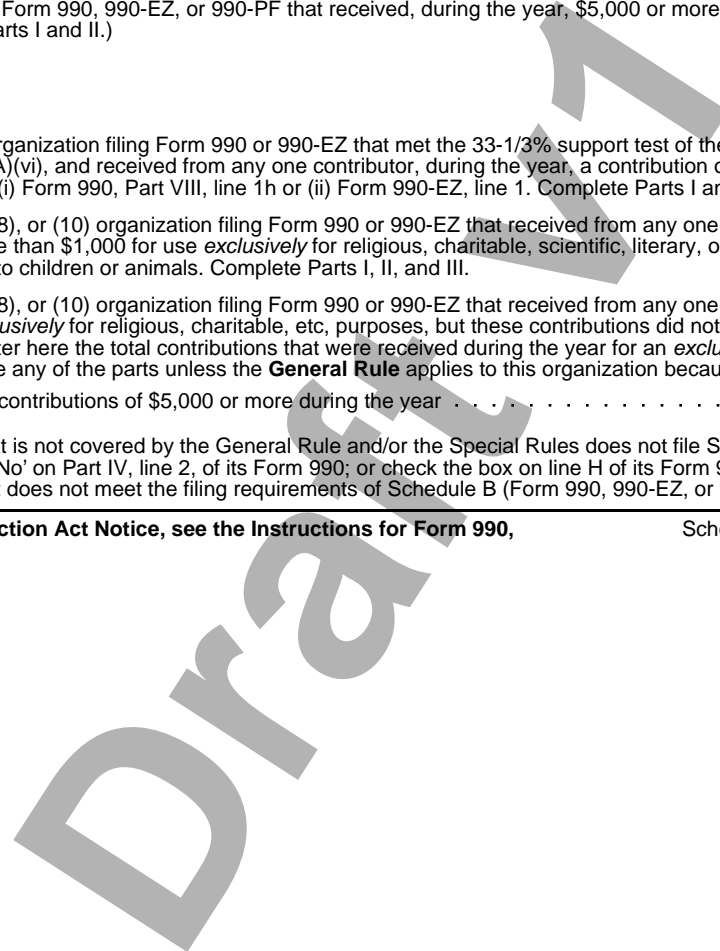 Form 990, 990-EZ, or 990-PF that received, during the year, $5,000 or more
arts I and II.)
rganization filing Form 990 or 990-EZ that met the 33-1/3% support test of the
A)(vi), and received from any one contributor, during the year, a contribution o
(i) Form 990, Part VIII, line 1h or (ii) Form 990-EZ, line 1. Complete Parts I an
8), or (10) organization filing Form 990 or 990-EZ that received from any one
e than $1,000 for use exclusively for religious, charitable, scientific, literary, o
to children or animals. Complete Parts I, II, and III.
8), or (10) organization filing Form 990 or 990-EZ that received from any one
usively for religious, charitable, etc, purposes, but these contributions did not
ter here the total contributions that were received during the year for an exclu
e any of the parts unless the General Rule applies to this organization becau
contributions of $5,000 or more during the year . . . . . . . . . . . . . . .
at is not covered by the General Rule and/or the Special Rules does not file S
No' on Part IV, line 2, of its Form 990; or check the box on line H of its Form 9
t does not meet the filing requirements of Schedule B (Form 990, 990-EZ, or
ction Act Notice, see the Instructions for Form 990, Sche
Draft v1